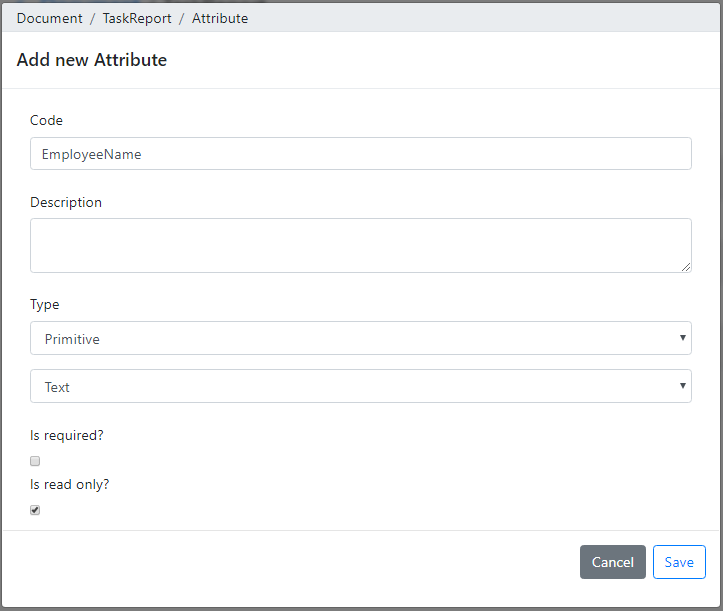 Document / TaskReport / Attribute
Add new Attribute
Code
EmployeeName
Description
Type
Primitive
Text
Is required?
Is read only?
Cancel Save